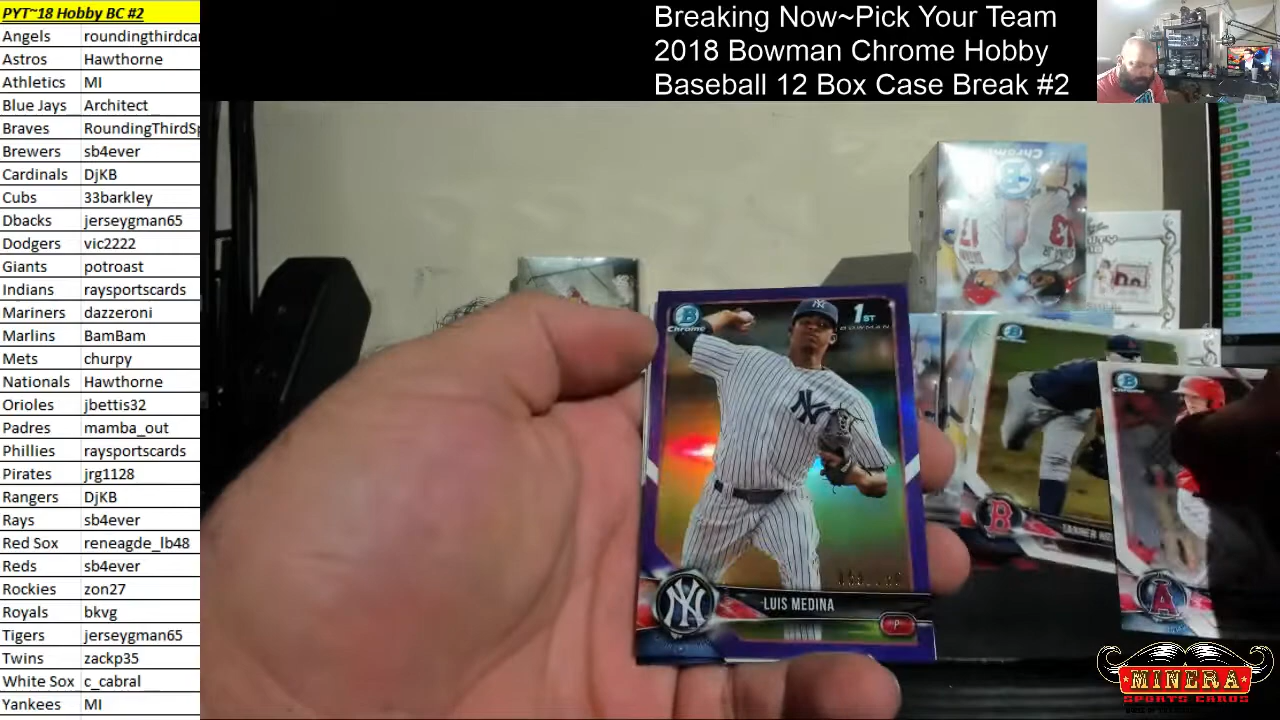 PYT~18 Hobby BC #2
Angels roundingthirdcar
Astros Hawthorne
Athletics MI
Blue Jays Architect
Braves RoundingThirdSp
Brewers sb4ever
Cardinals DjKB
Cubs 33barkley
Dbacks jerseygman65
Dodgers vic2222
Giants potroast
Indians raysportscards
Mariners dazzeroni
Marlins BamBam
Mets churpy
Nationals Hawthorne
Orioles jbettis32
Padres mamba_out
Phillies raysportscards
Pirates jrg1128
Rangers DjKB
Rays sb4ever
Red Sox reneagde_lb48
Reds sb4ever
Rockies zon27
Royals bkvg
Tigers jerseygman65
Twins zackp35
White Sox c_cabral
Yankees MI
Breaking Now~Pick Your Team
2018 Bowman Chrome Hobby
Baseball 12 Box Case Break #2
B
Chrome
1ST
BOWMAN
NY
LUIS MEDINA
P
B
A
MINERA
SPORTS CARDS